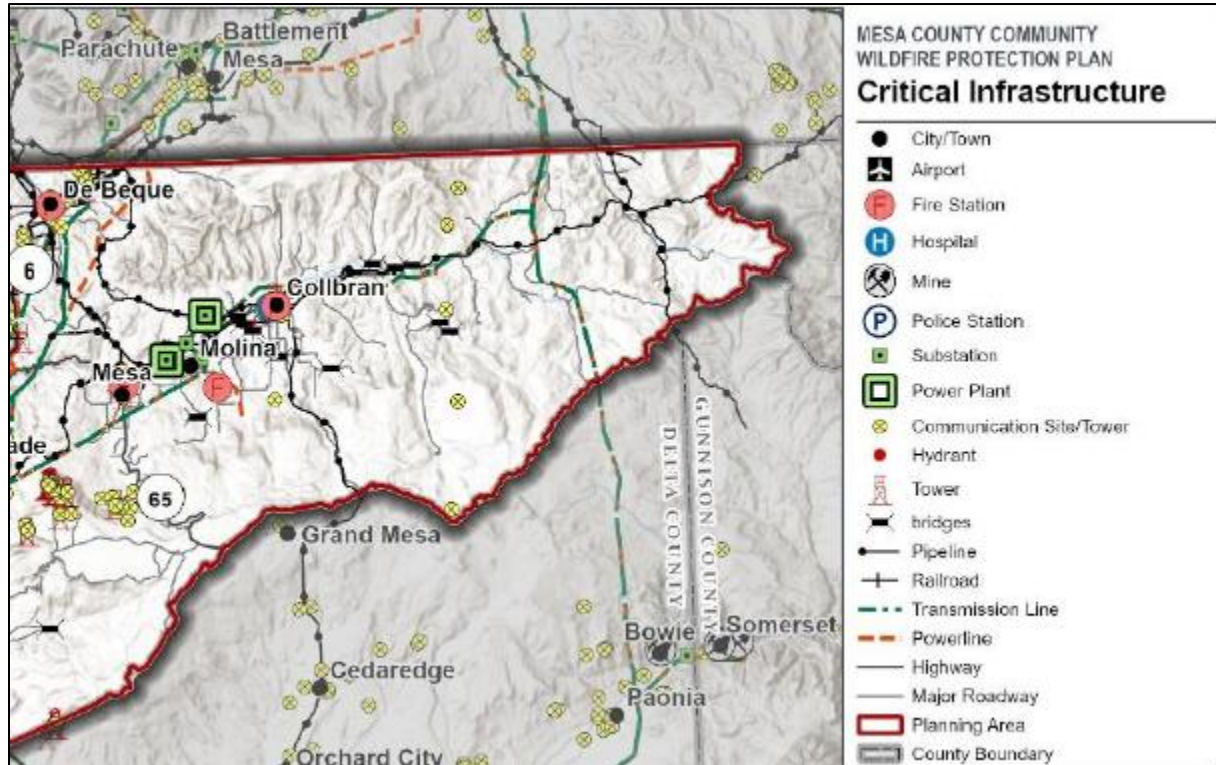 MESA COUNTY COMMUNITY
WILDFIRE PROTECTION PLAN
Critical Infrastructure
City/Town
Airport
F
Fire Station
H
Hospital
Mine
P
Police Station
Substation
Power Plant
Communication Site/Tower
Hydrant
Tower
bridges
Pipeline
Railroad
Transmission Line
Powerline
Highway
Major Roadway
Planning Area
County Boundary
Parachute
Battlement
Mesa
De Beque
6
Collbran
Molina
Mesa
F
ade
65
Grand Mesa
DELTA COUNTY
GUNNISON COUNTY
Bowie
Somerset
Cedaredge
Paonia
Orchard City